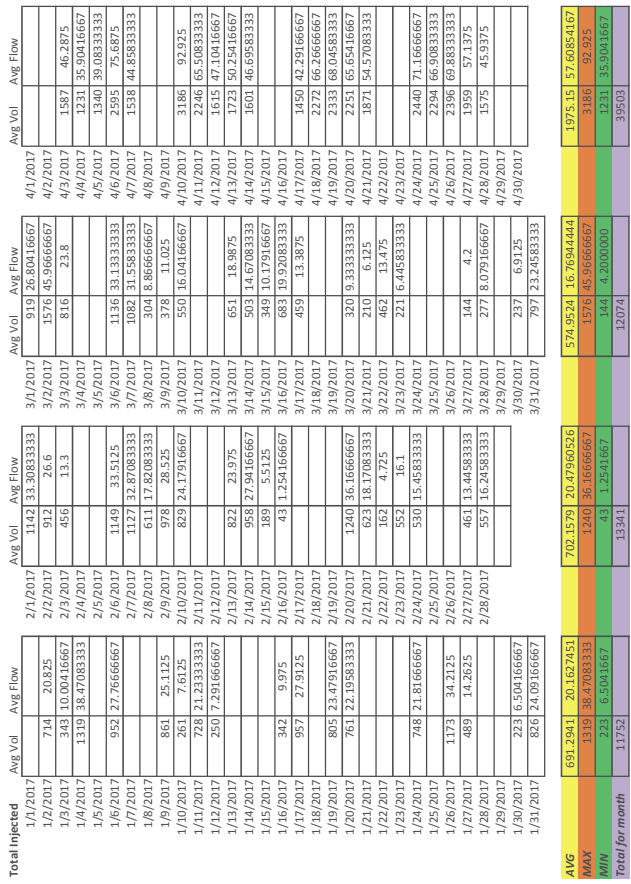 Total Injected Avg Vol Avg Flow Avg Vol Avg Flow Avg Vol Avg Flow Avg Vol Avg Flow
1/1/2017 2/1/2017 1142 33.30833333 3/1/2017 919 26.80416667 4/1/2017
1/2/2017 714 20.825 2/2/2017 912 26.6 3/2/2017 1576 45.96666667 4/2/2017
1/3/2017 343 10.00416667 2/3/2017 456 13.3 3/3/2017 816 23.8 4/3/2017 1587 46.2875
1/4/2017 1319 38.47083333 2/4/2017 3/4/2017 4/4/2017 1231 35.90416667
1/5/2017 2/5/2017 3/5/2017 4/5/2017 1340 39.08333333
1/6/2017 952 27.76666667 2/6/2017 1149 33.5125 3/6/2017 1136 33.13333333 4/6/2017 2595 75.6875
1/7/2017 2/7/2017 1127 32.87083333 3/7/2017 1082 31.55833333 4/7/2017 1538 44.85833333
1/8/2017 2/8/2017 611 17.82083333 3/8/2017 304 8.866666667 4/8/2017
1/9/2017 861 25.1125 2/9/2017 978 28.525 3/9/2017 378 11.025 4/9/2017
1/10/2017 261 7.6125 2/10/2017 829 24.17916667 3/10/2017 550 16.04166667 4/10/2017 3186 92.925
1/11/2017 728 21.23333333 2/11/2017 3/11/2017 4/11/2017 2246 65.50833333
1/12/2017 250 7.291666667 2/12/2017 3/12/2017 4/12/2017 1615 47.10416667
1/13/2017 2/13/2017 822 23.975 3/13/2017 651 18.9875 4/13/2017 1723 50.25416667
1/14/2017 2/14/2017 958 27.94166667 3/14/2017 503 14.67083333 4/14/2017 1601 46.69583333
1/15/2017 2/15/2017 189 5.5125 3/15/2017 349 10.17916667 4/15/2017
1/16/2017 342 9.975 2/16/2017 43 1.254166667 3/16/2017 683 19.92083333 4/16/2017
1/17/2017 957 27.9125 2/17/2017 3/17/2017 459 13.3875 4/17/2017 1450 42.29166667
1/18/2017 2/18/2017 3/18/2017 4/18/2017 2272 66.26666667
1/19/2017 805 23.47916667 2/19/2017 3/19/2017 4/19/2017 2333 68.04583333
1/20/2017 761 22.19583333 2/20/2017 1240 36.16666667 3/20/2017 320 9.333333333 4/20/2017 2251 65.65416667
1/21/2017 2/21/2017 623 18.17083333 3/21/2017 210 6.125 4/21/2017 1871 54.57083333
1/22/2017 2/22/2017 162 4.725 3/22/2017 462 13.475 4/22/2017
1/23/2017 2/23/2017 552 16.1 3/23/2017 221 6.445833333 4/23/2017
1/24/2017 748 21.81666667 2/24/2017 530 15.45833333 3/24/2017 4/24/2017 2440 71.16666667
1/25/2017 2/25/2017 3/25/2017 4/25/2017 2294 66.90833333
1/26/2017 1173 34.2125 2/26/2017 3/26/2017 4/26/2017 2396 69.88333333
1/27/2017 489 14.2625 2/27/2017 461 13.44583333 3/27/2017 144 4.2 4/27/2017 1959 57.1375
1/28/2017 2/28/2017 557 16.24583333 3/28/2017 277 8.079166667 4/28/2017 1575 45.9375
1/29/2017 3/29/2017 4/29/2017
1/30/2017 223 6.504166667 3/30/2017 237 6.9125 4/30/2017
1/31/2017 826 24.09166667 3/31/2017 797 23.24583333
AVG 691.2941 20.1627451 702.1579 20.47960526 574.9524 16.76944444 1975.15 57.60854167
MAX 1319 38.47083333 1240 36.16666667 1576 45.96666667 3186 92.925
MIN 223 6.5041667 43 1.2541667 144 4.2000000 1231 35.90416667
Total for month 11752 13341 12074 39503